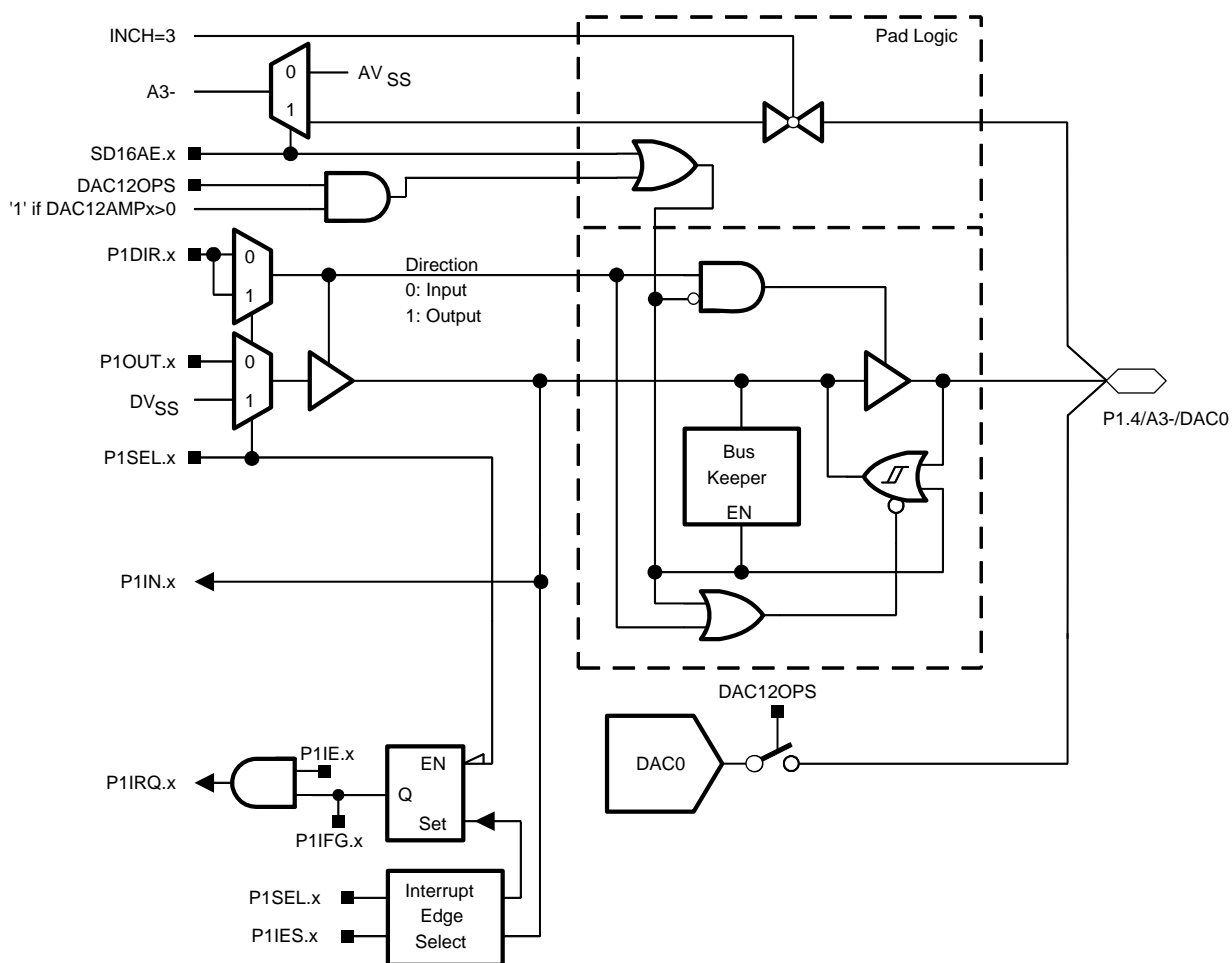 INCH=3
Pad Logic
0
AV SS
A3-
1
SD16AE.x
DAC12OPS
'1' if DAC12AMPx>0
P1DIR.x
0
1
Direction
0: Input
1: Output
P1OUT.x
0
DVSS
1
P1SEL.x
P1.4/A3-/DAC0
Bus
Keeper
EN
P1IN.x
DAC12OPS
DAC0
P1IE.x
EN
P1IRQ.x
Q
Set
P1IFG.x
P1SEL.x
P1IES.x
Interrupt
Edge
Select